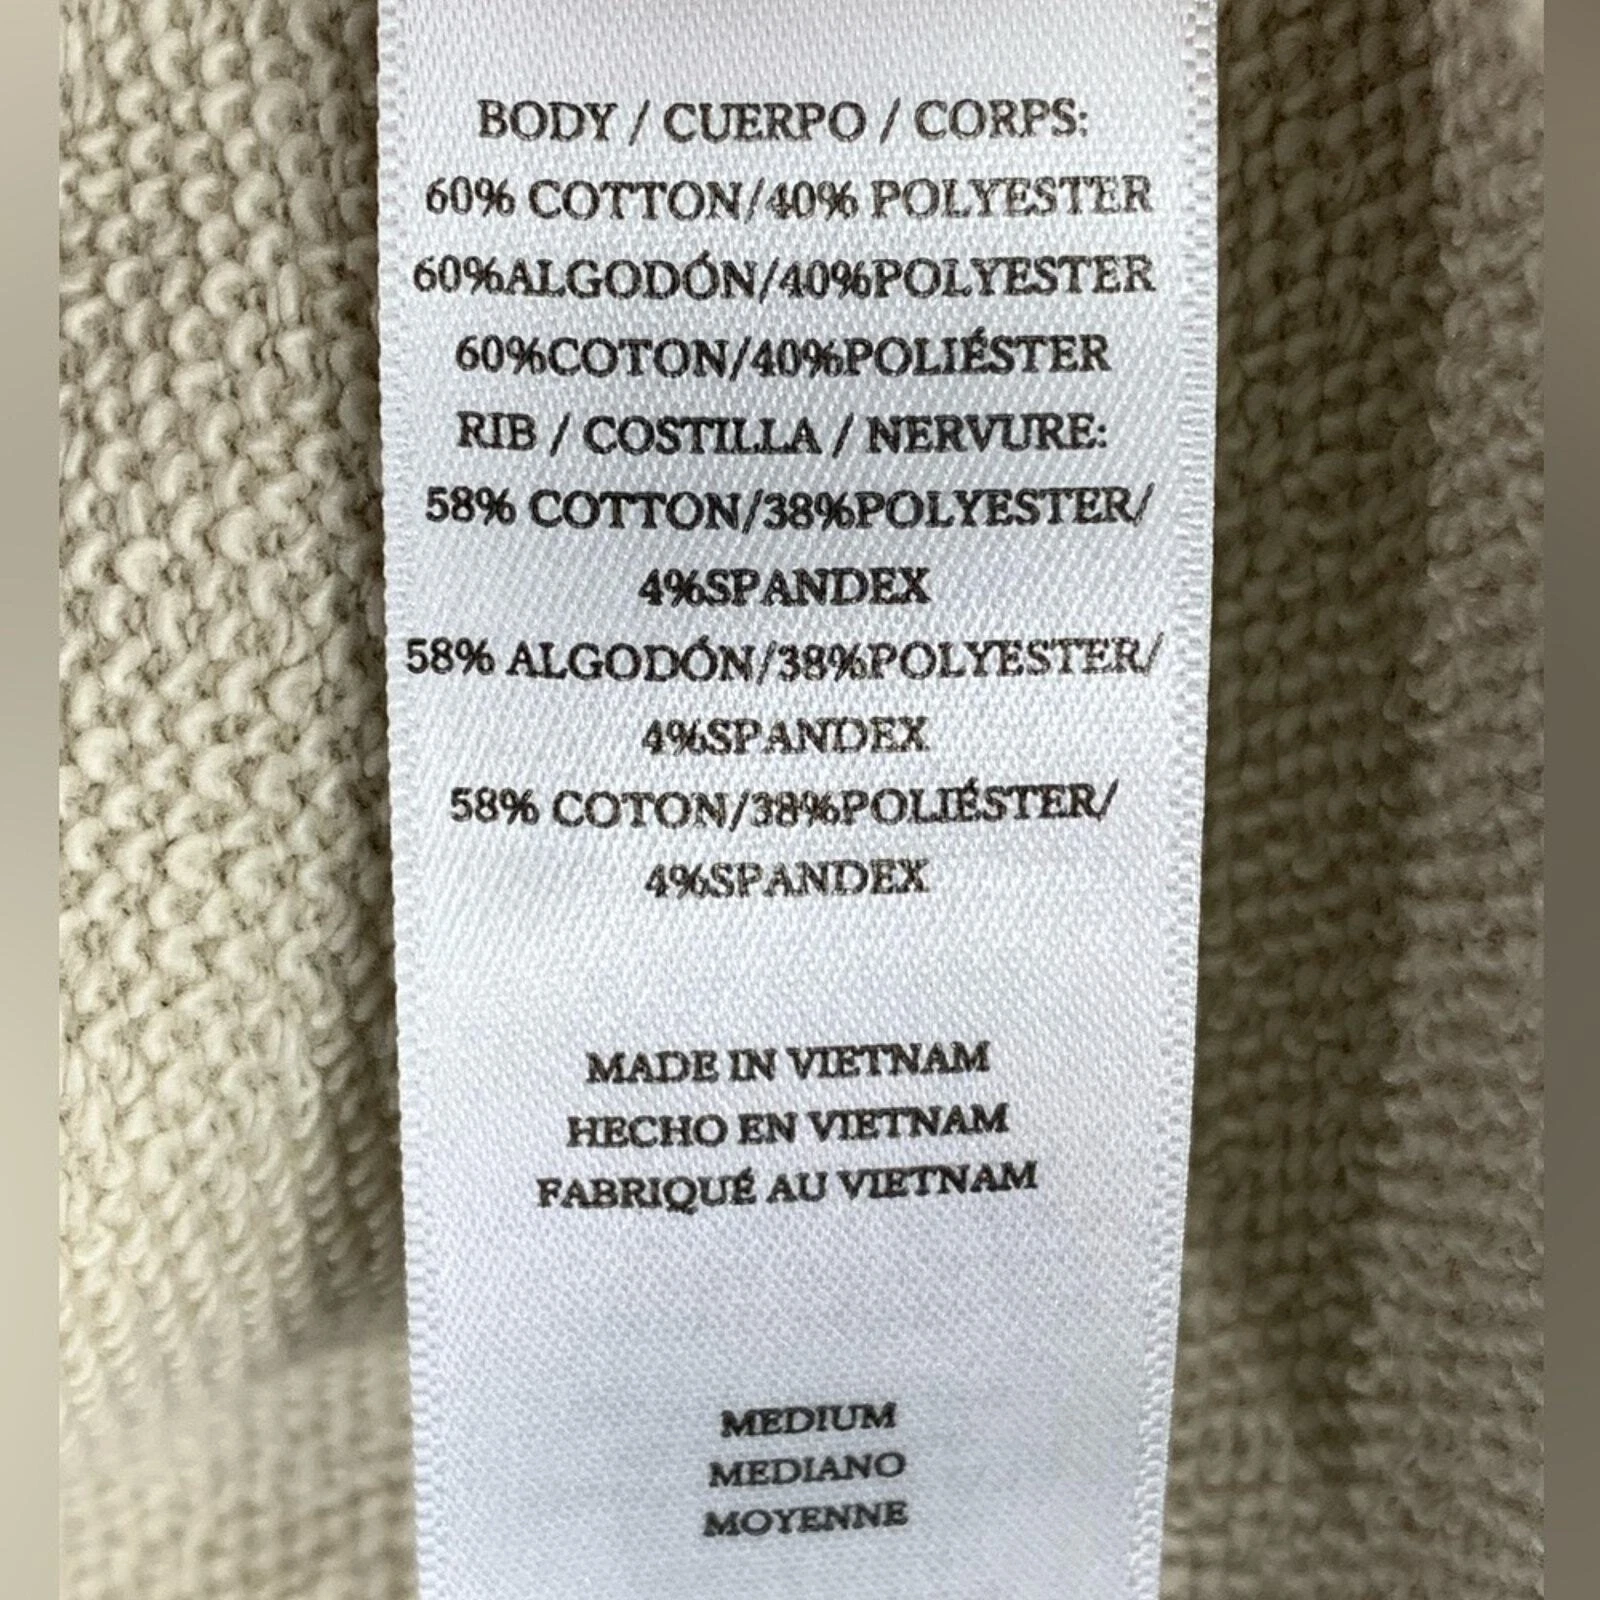 BODY / CUERPO / CORPS:
60% COTTON/40% POLYESTER
60%ALGODÓN/40%POLYESTER
60%COTON/40%POLIÉSTER
RIB / COSTILLA / NERVURE:
58% COTTON/38%POLYESTER/
4%SPANDEX
58% ALGODÓN/38%POLYESTER/
4%SPANDEX
58% COTON/38%POLIÉSTER/
4%SPANDEX
MADE IN VIETNAM
HECHO EN VIETNAM
FABRIQUÉ AU VIETNAM
MEDIUM
MEDIANO
MOYENNE